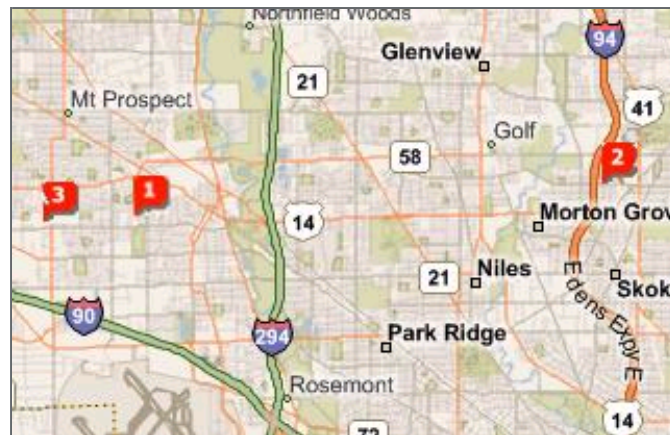 Northfield Woods
94
Glenview
21
41
Mt Prospect
Golf
58
2
3
1
14
Morton Grov
Niles
21
Skok
Edens Expy E
90
294
Park Ridge
Rosemont
14
72